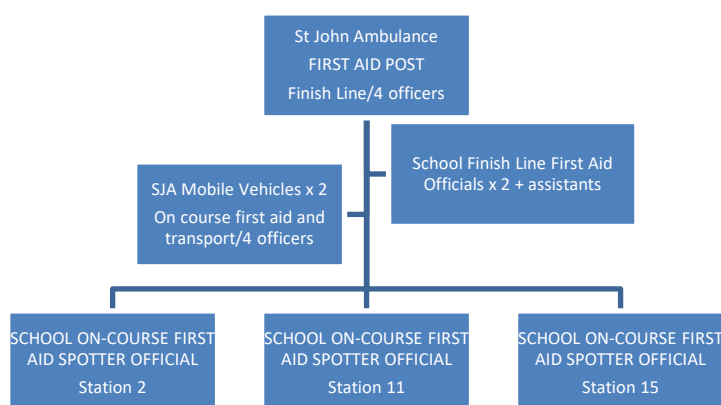 St John Ambulance
FIRST AID POST
Finish Line/4 officers
School Finish Line First Aid
Officials x 2 + assistants
SJA Mobile Vehicles x 2
On course first aid and
transport/4 officers
SCHOOL ON-COURSE FIRST
AID SPOTTER OFFICIAL
Station 2
SCHOOL ON-COURSE FIRST
AID SPOTTER OFFICIAL
Station 11
SCHOOL ON-COURSE FIRST
AID SPOTTER OFFICIAL
Station 15